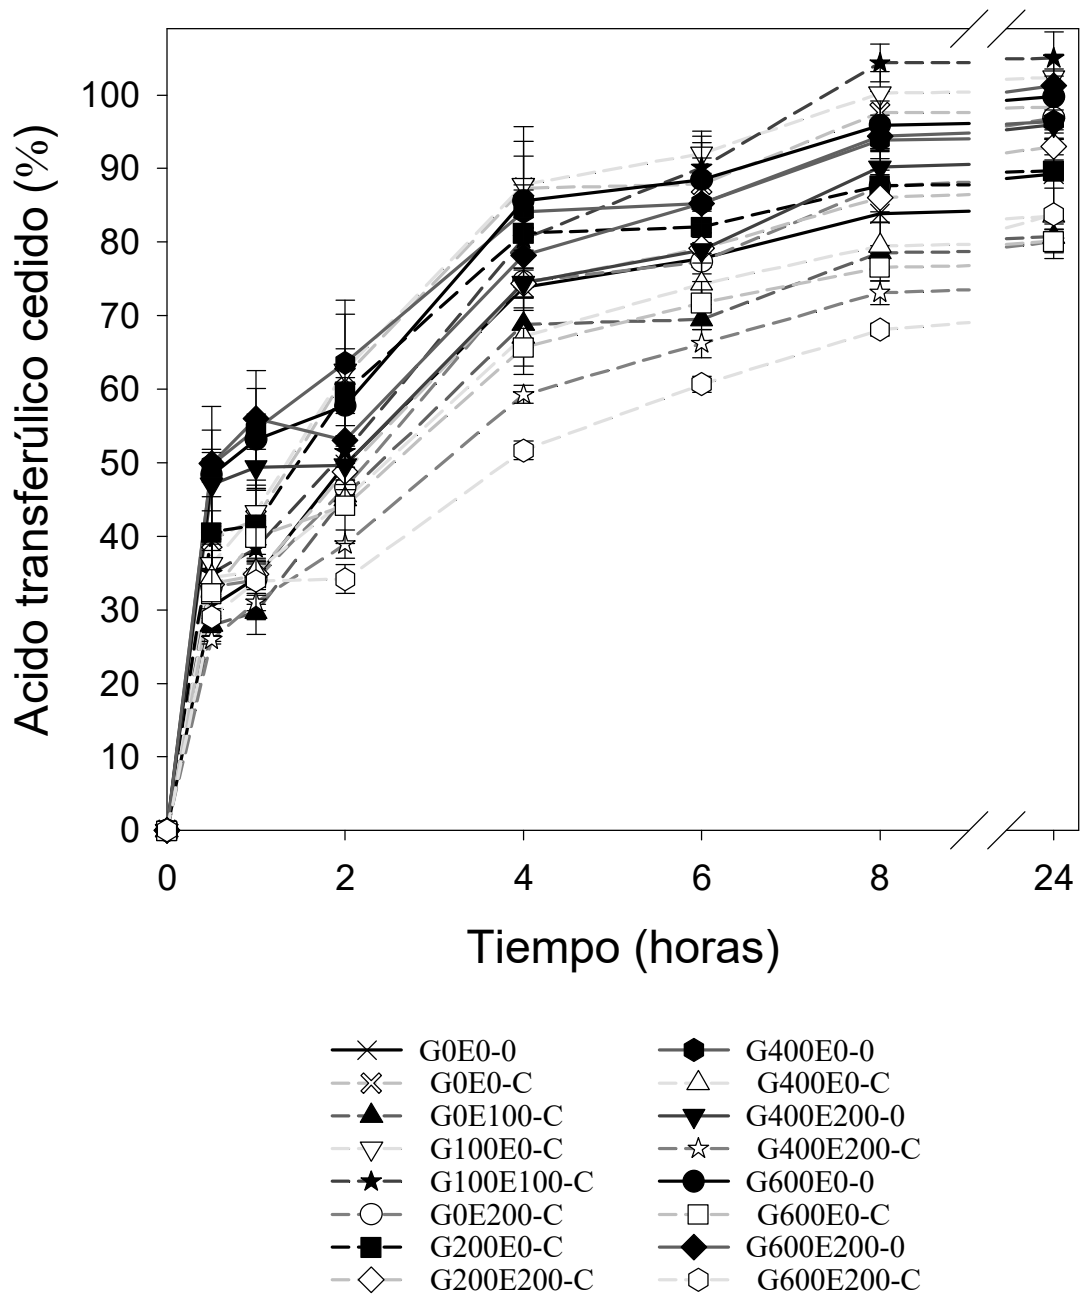 Acido transferúlico cedido (%)
100
90
80
70
60
50
40
30
20
10
0
0 2 4 6 8 24
Tiempo (horas)
G0E0-0
G0E0-C
G0E100-C
G100E0-C
G100E100-C
G0E200-C
G200E0-C
G200E200-C
G400E0-0
G400E0-C
G400E200-0
G400E200-C
G600E0-0
G600E0-C
G600E200-0
G600E200-C